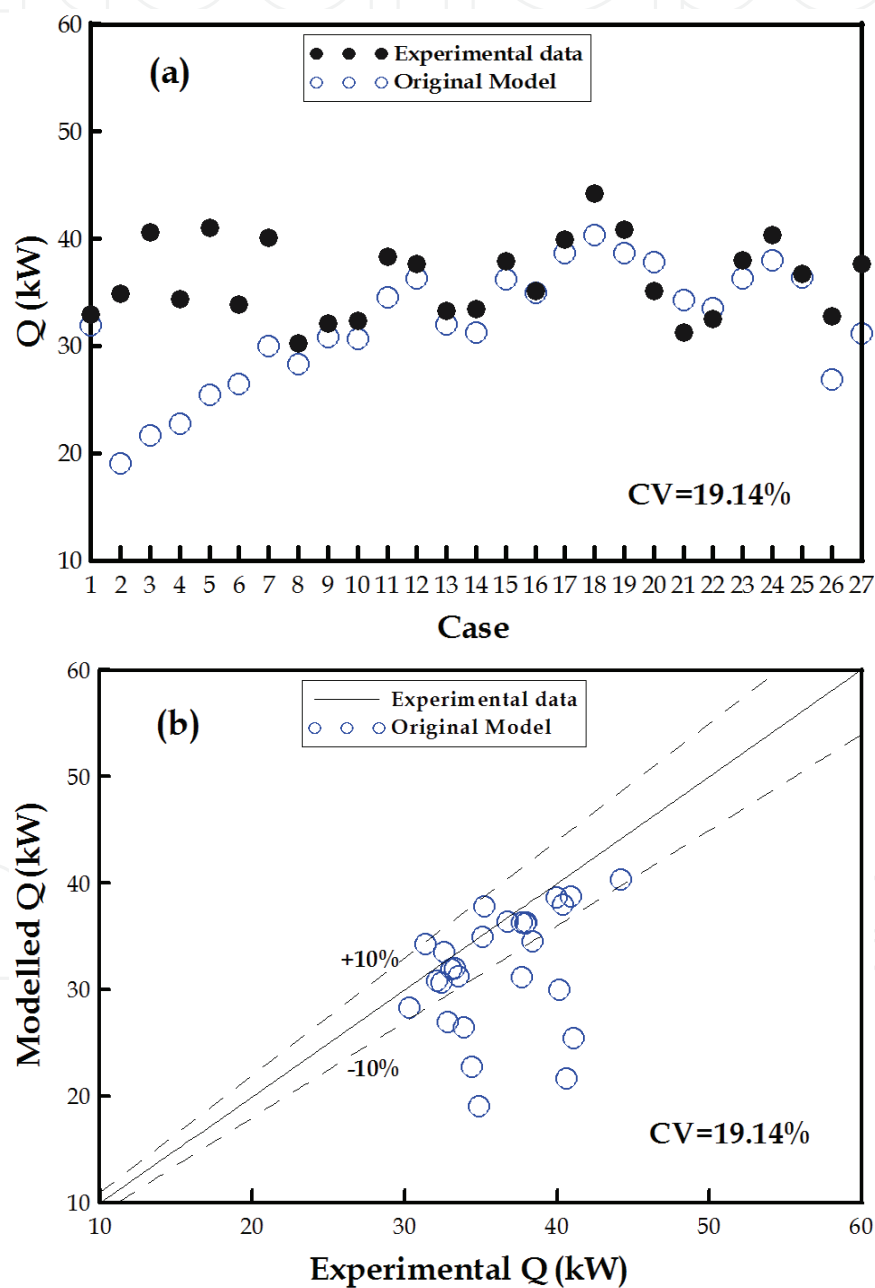 60
(a)
Experimental data
Original Model
50
40
Q (kW)
30
20
CV=19.14%
10
1 2 3 4 5 6 7 8 9 10 11 12 13 14 15 16 17 18 19 20 21 22 23 24 25 26 27
Case
60
(b)
Experimental data
Original Model
50
40
Modelled Q (kW)
+10%
30
-10%
20
CV=19.14%
10
10 20 30 40 50 60
Experimental Q (kW)